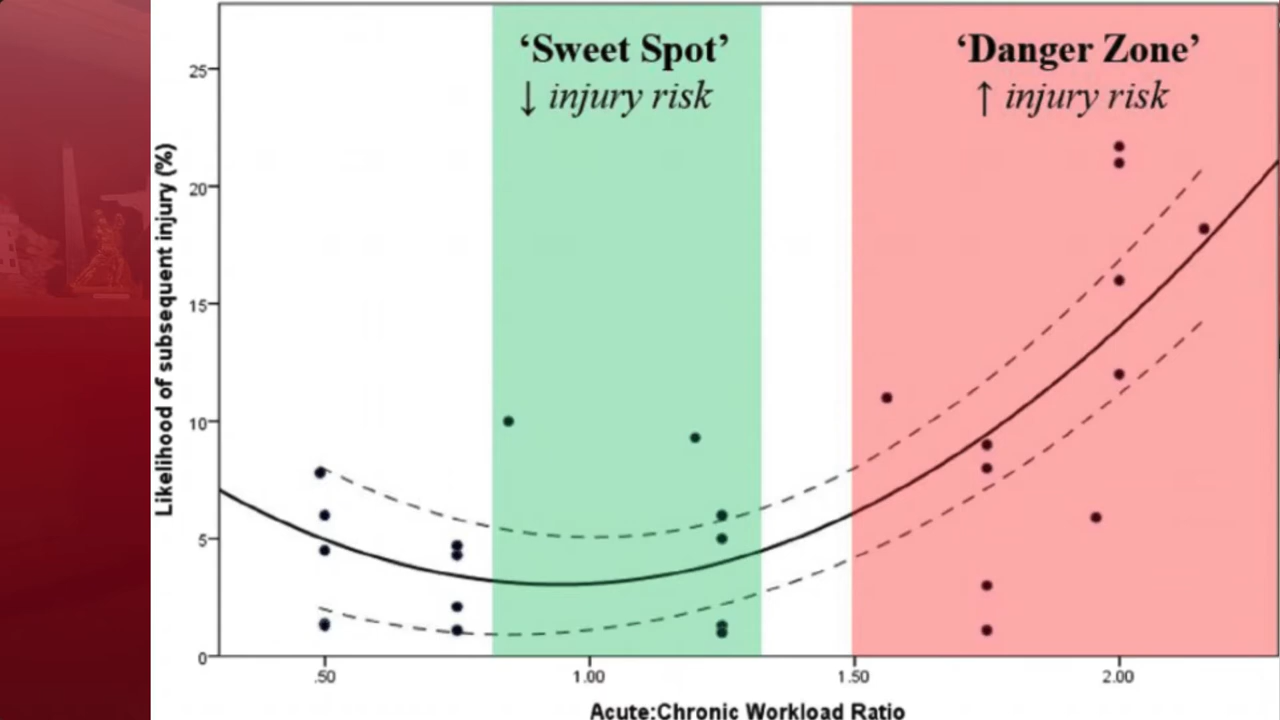 ‘Sweet Spot’
↓ injury risk
‘Danger Zone’
↑ injury risk
Likelihood of subsequent injury (%)
25
20
15
10
5
0
.50
1.00
1.50
2.00
Acute:Chronic Workload Ratio